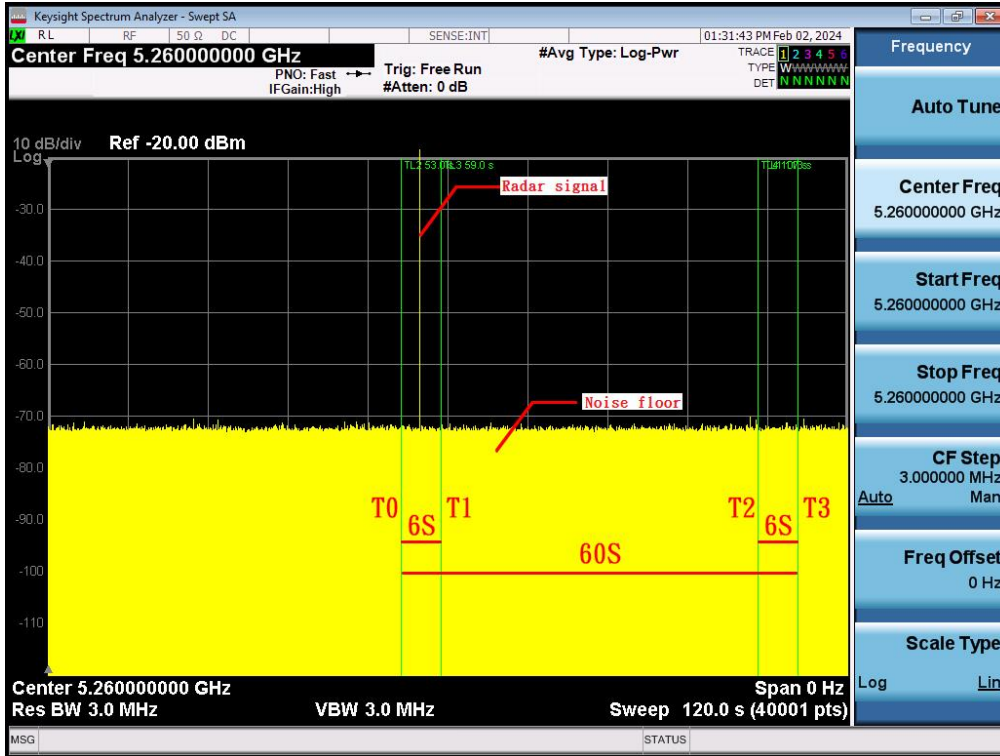 Keysight Spectrum Analyzer - Swept SA
LXI RL RF 50 Ω DC SENSE:INT 01:31:43 PM Feb 02, 2024
Center Freq 5.260000000 GHz
#Avg Type: Log-Pwr
TRACE 1 2 3 4 5 6
PNO: Fast
Trig: Free Run
TYPE WWWWWW
IFGain:High
#Atten: 0 dB
DET NNNNNN
10 dB/div Ref -20.00 dBm
Log
TL3 59.0 s
Radar signal
-30.0
-40.0
-50.0
-60.0
Noise floor
-70.0
-80.0
T0 6S T1
T2 6S T3
-90.0
60S
-100
-110
Center 5.260000000 GHz
Span 0 Hz
Res BW 3.0 MHz
VBW 3.0 MHz
Sweep 120.0 s (40001 pts)
MSG
STATUS
Frequency
Auto Tune
Center Freq
5.260000000 GHz
Start Freq
5.260000000 GHz
Stop Freq
5.260000000 GHz
CF Step
3.000000 MHz
Auto Man
Freq Offset
0 Hz
Scale Type
Log Lin